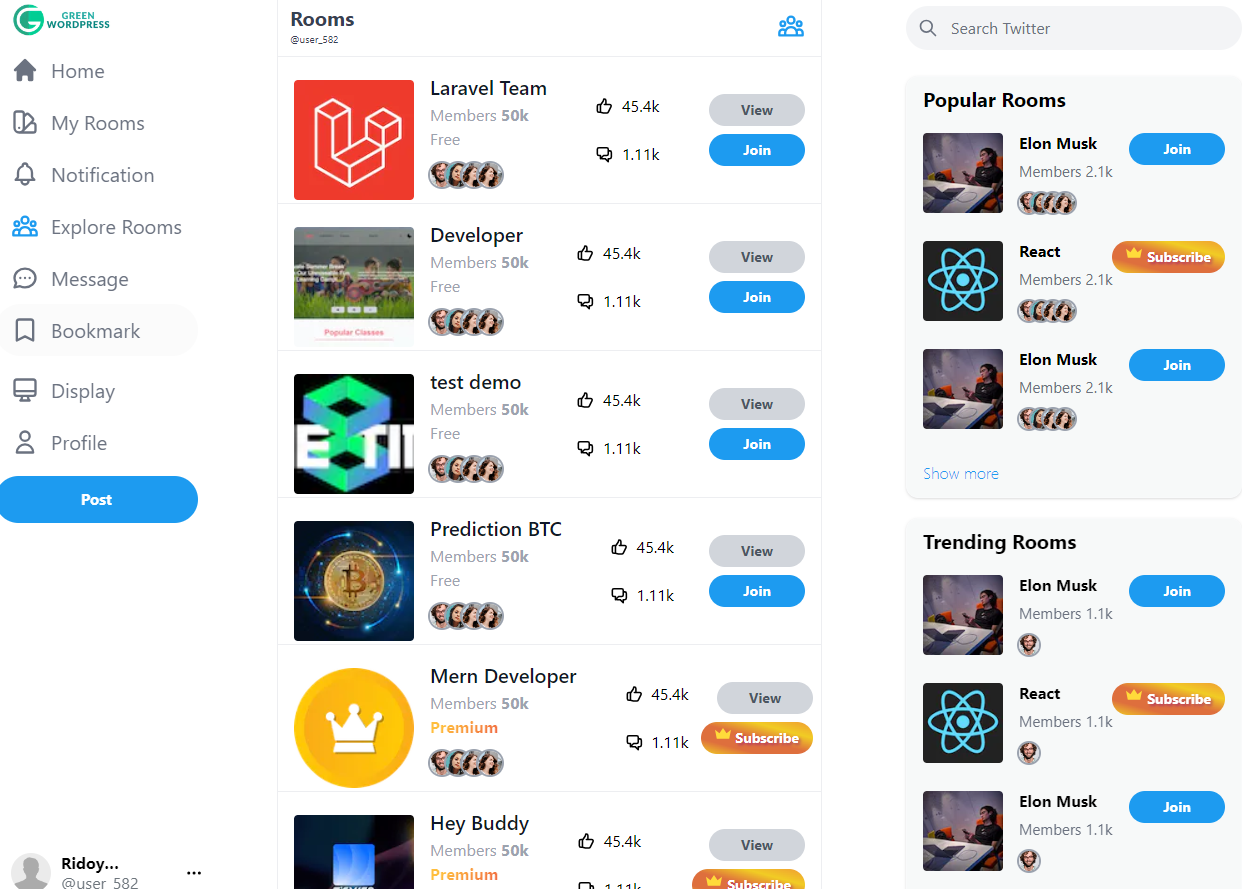 GREEN
WORDPRESS
Home
My Rooms
Notification
Explore Rooms
Message
Bookmark
Display
Profile
Post
Ridoy...
@user_582
Rooms
@user_582
Laravel Team
Members 50k
Free
45.4k
1.11k
View
Join
Developer
Members 50k
Free
45.4k
1.11k
View
Join
Popular Classes
test demo
Members 50k
Free
45.4k
1.11k
View
Join
Prediction BTC
Members 50k
Free
45.4k
1.11k
View
Join
Mern Developer
Members 50k
Premium
45.4k
1.11k
View
Subscribe
Hey Buddy
Members 50k
Premium
45.4k
1.11k
View
Subscribe
Search Twitter
Popular Rooms
Elon Musk
Members 2.1k
Join
React
Members 2.1k
Subscribe
Elon Musk
Members 2.1k
Join
Show more
Trending Rooms
Elon Musk
Members 1.1k
Join
React
Members 1.1k
Subscribe
Elon Musk
Members 1.1k
Join